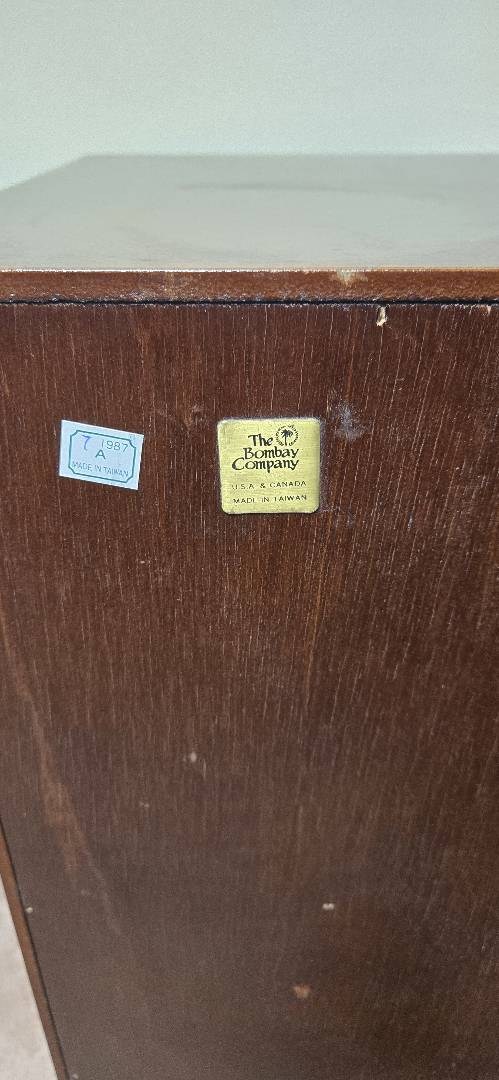 7 1987
A
MADE IN TAIWAN
The
Bombay
Company
U.S.A. & CANADA
MADE IN TAIWAN